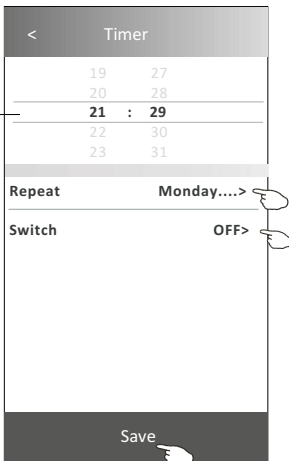 < Timer
19 27
20 28
21 : 29
22 30
23 31
Repeat Monday....>
Switch OFF>
Save